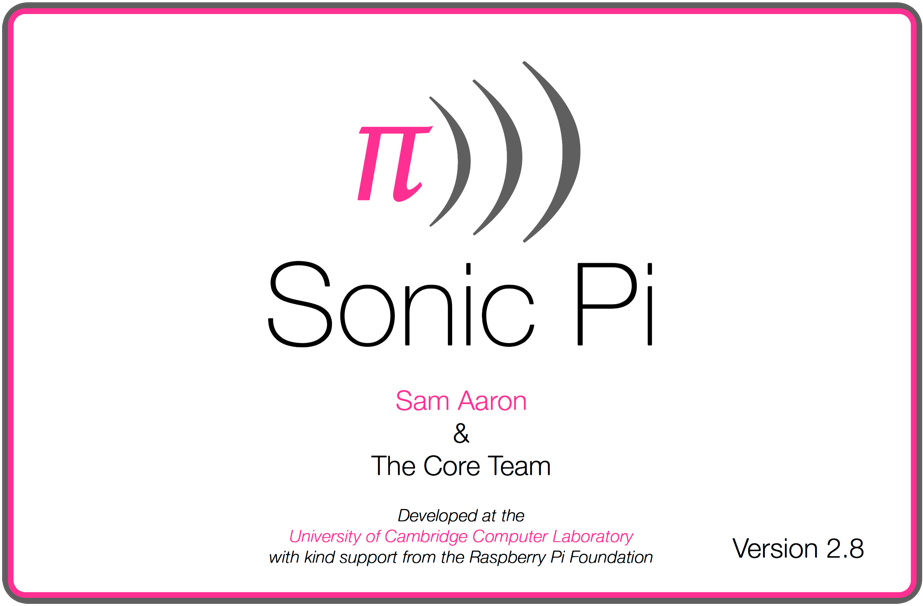 π
Sonic Pi
Sam Aaron
&
The Core Team
Developed at the
University of Cambridge Computer Laboratory
with kind support from the Raspberry Pi Foundation
Version 2.8